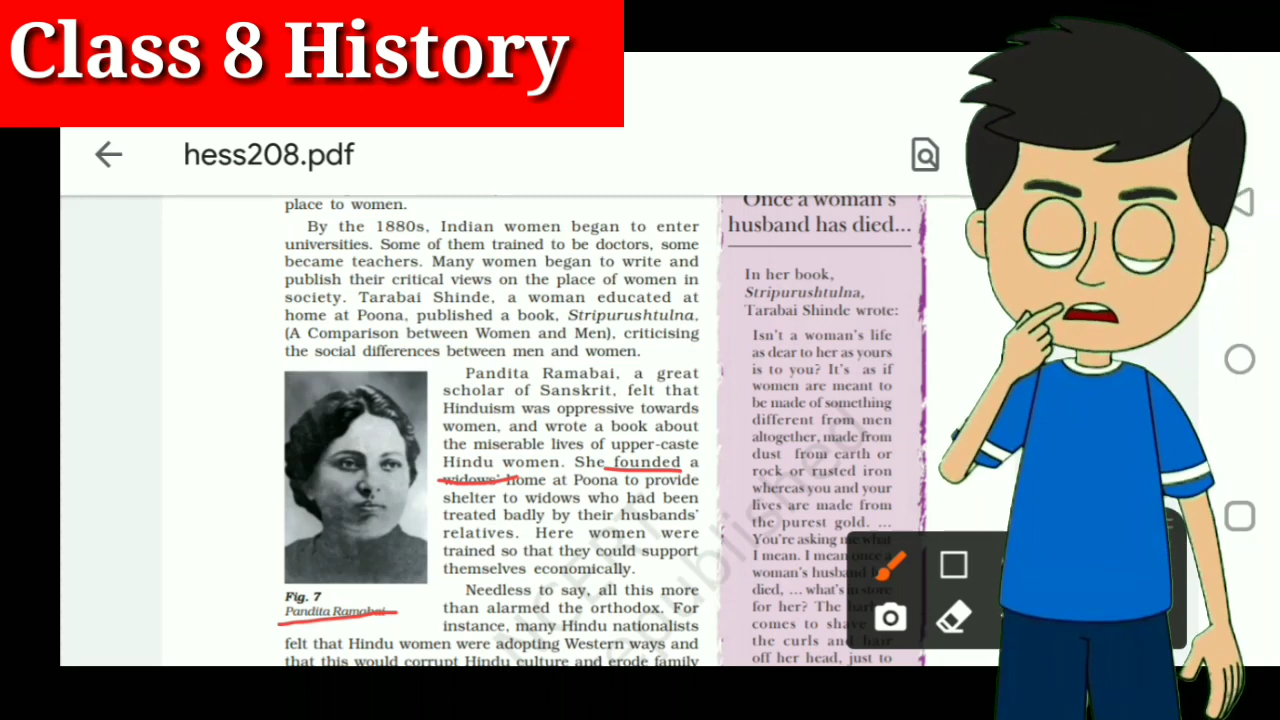 Class 8 History
hess208.pdf
place to women.
By the 1880s, Indian women began to enter
universities. Some of them trained to be doctors, some
became teachers. Many women began to write and
publish their critical views on the place of women in
society. Tarabai Shinde, a woman educated at
home at Poona, published a book, Stripurushtulna,
(A Comparison between Women and Men), criticising
the social differences between men and women.
Pandita Ramabai, a great
scholar of Sanskrit, felt that
Hinduism was oppressive towards
women, and wrote a book about
the miserable lives of upper-caste
Hindu women. She founded a
widows' home at Poona to provide
shelter to widows who had been
treated badly by their husbands'
relatives. Here women were
trained so that they could support
themselves economically.
Needless to say, all this more
than alarmed the orthodox. For
instance, many Hindu nationalists
felt that Hindu women were adopting Western ways and
that this would corrupt Hindu culture and erode family
Fig. 7
Pandita Ramabai
Once a woman's
husband has died...
In her book,
Stripurushtulna,
Tarabai Shinde wrote:
Isn't a woman's life
as dear to her as yours
is to you? It's as if
women are meant to
be made of something
different from men
altogether, made from
dust from earth or
rock or rusted iron
whereas you and your
lives are made from
the purest gold. ...
You're asking me what
I mean. I mean once a
woman's husband
died, ... what's in store
for her? The
comes to shave
the curls and hair
off her head, just to
NCERT
republished